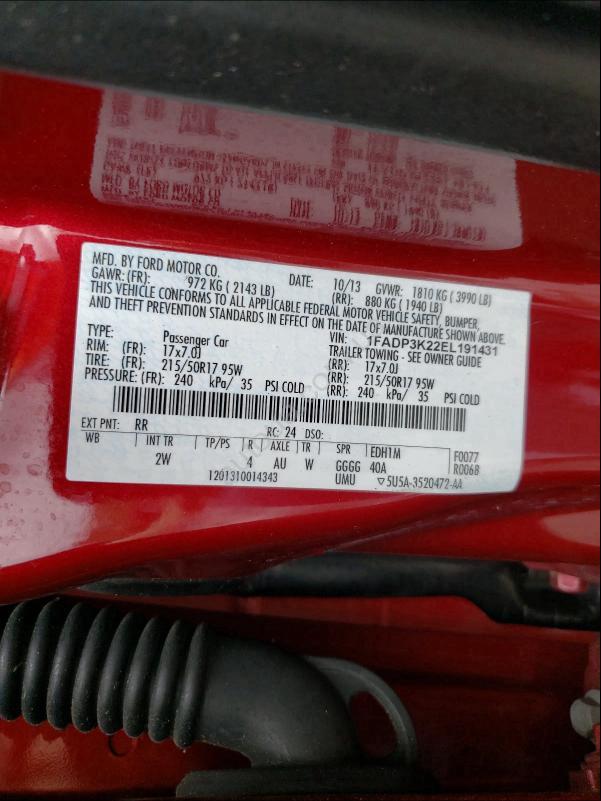 MFD. BY FORD MOTOR CO.
DATE: 10/13 GVWR: 1810 KG ( 3990 LB)
GAWR: (FR): 972 KG ( 2143 LB) (RR): 880 KG ( 1940 LB)
THIS VEHICLE CONFORMS TO ALL APPLICABLE FEDERAL MOTOR VEHICLE SAFETY, BUMPER,
AND THEFT PREVENTION STANDARDS IN EFFECT ON THE DATE OF MANUFACTURE SHOWN ABOVE.
VIN: 1FADP3K22EL191431
TYPE: Passenger Car TRAILER TOWING - SEE OWNER GUIDE
RIM: (FR): 17x7.0J (RR): 17x7.0J
TIRE: (FR): 215/50R17 95W (RR): 215/50R17 95W
PRESSURE: (FR): 240 kPa/ 35 PSI COLD (RR): 240 kPa/ 35 PSI COLD
EXT PNT: RR RC: 24 DSO:
WB INT TR TP/PS R AXLE TR SPR EDH1M F0077
2W 4 AU W GGGG 40A R0068
1201310014343 UMU ▽5U5A-3520472-AA